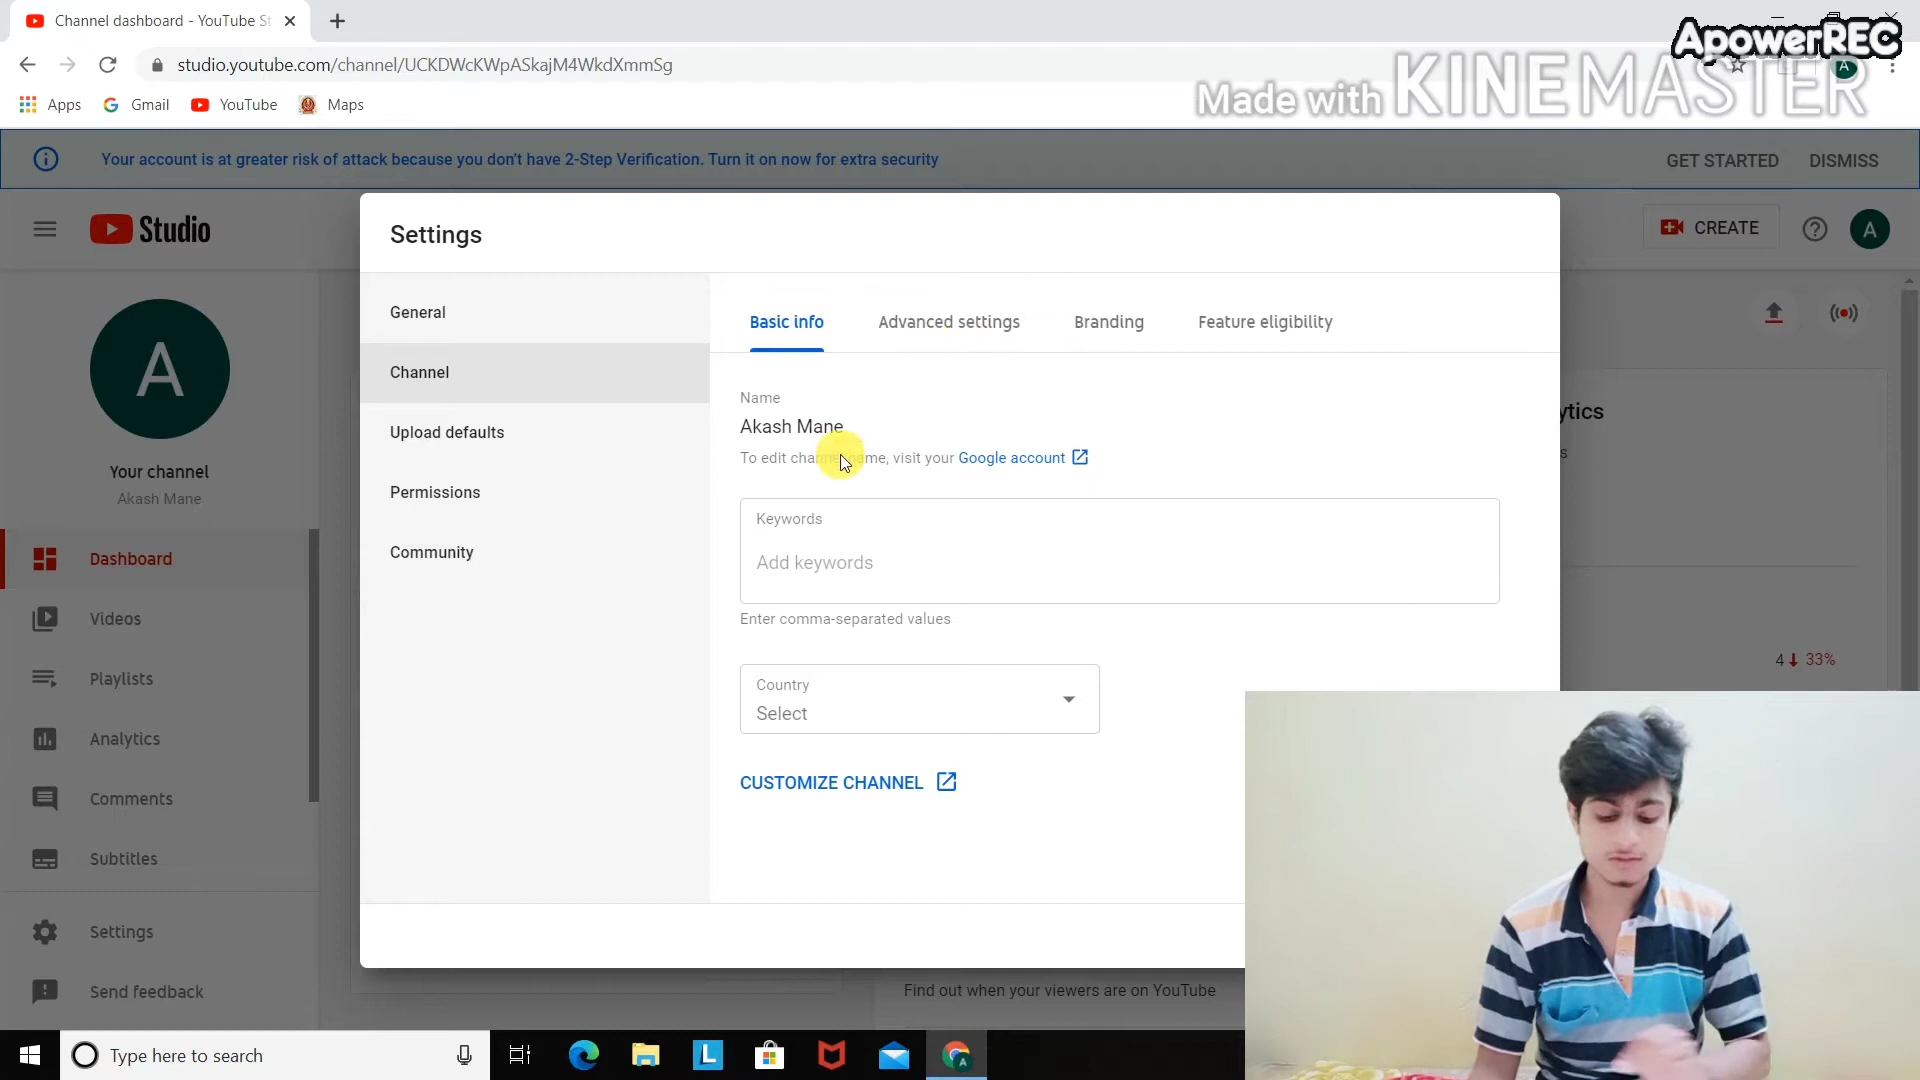 Channel dashboard - YouTube St
ApowerREC
studio.youtube.com/channel/UCKDWcKWpASkajM4WkdXmmSg
A
Made with KINEMASTER
Apps
Gmail
YouTube
Maps
Your account is at greater risk of attack because you don't have 2-Step Verification. Turn it on now for extra security
GET STARTED
DISMISS
Studio
CREATE
A
Settings
General
Channel
Upload defaults
Permissions
Community
Basic info
Advanced settings
Branding
Feature eligibility
Name
Akash Mane
To edit channel name, visit your Google account
Keywords
Add keywords
Enter comma-separated values
Country
Select
CUSTOMIZE CHANNEL
A
Your channel
Akash Mane
Dashboard
Videos
Playlists
Analytics
Comments
Subtitles
Settings
Send feedback
ytics
s
4 33%
Find out when your viewers are on YouTube
Type here to search
L
A